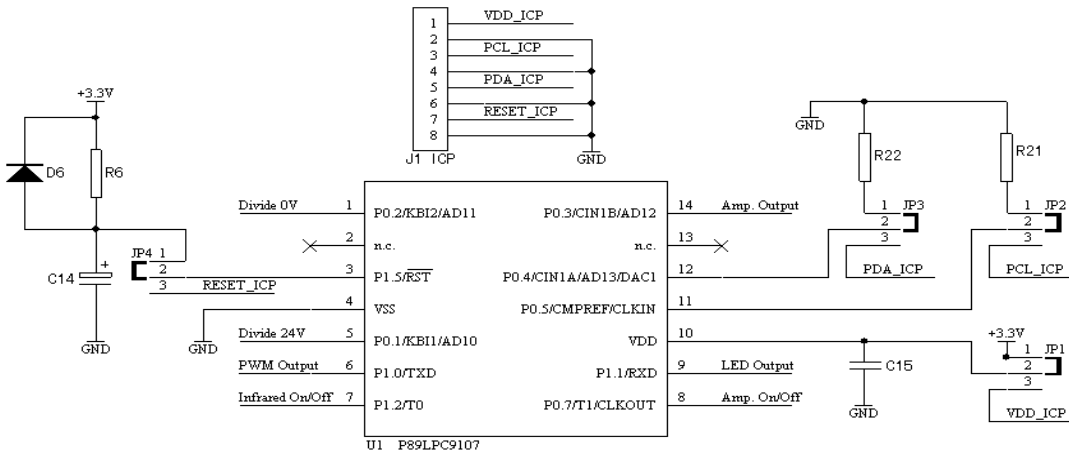 1 VDD_ICP
2
3 PCL_ICP
4
5 PDA_ICP
6
7 RESET_ICP
8
J1 ICP
GND
+3.3V
D6
R6
C14
+
GND
JP4
1
2
3
RESET_ICP
GND
GND
R22
R21
1
2
3
JP3
PDA_ICP
1
2
3
JP2
PCL_ICP
Divide 0V 1 P0.2/KBI2/AD11
2 n.c.
3 P1.5/RST
4 VSS
Divide 24V 5 P0.1/KBI1/AD10
PWM Output 6 P1.0/TXD
Infrared On/Off 7 P1.2/T0
P0.3/CIN1B/AD12 14 Amp. Output
n.c. 13
P0.4/CIN1A/AD13/DAC1 12
P0.5/CMPREF/CLKIN 11
VDD 10
P1.1/RXD 9 LED Output
P0.7/T1/CLKOUT 8 Amp. On/Off
U1 P89LPC9107
C15
GND
+3.3V
1
2
3
JP1
VDD_ICP